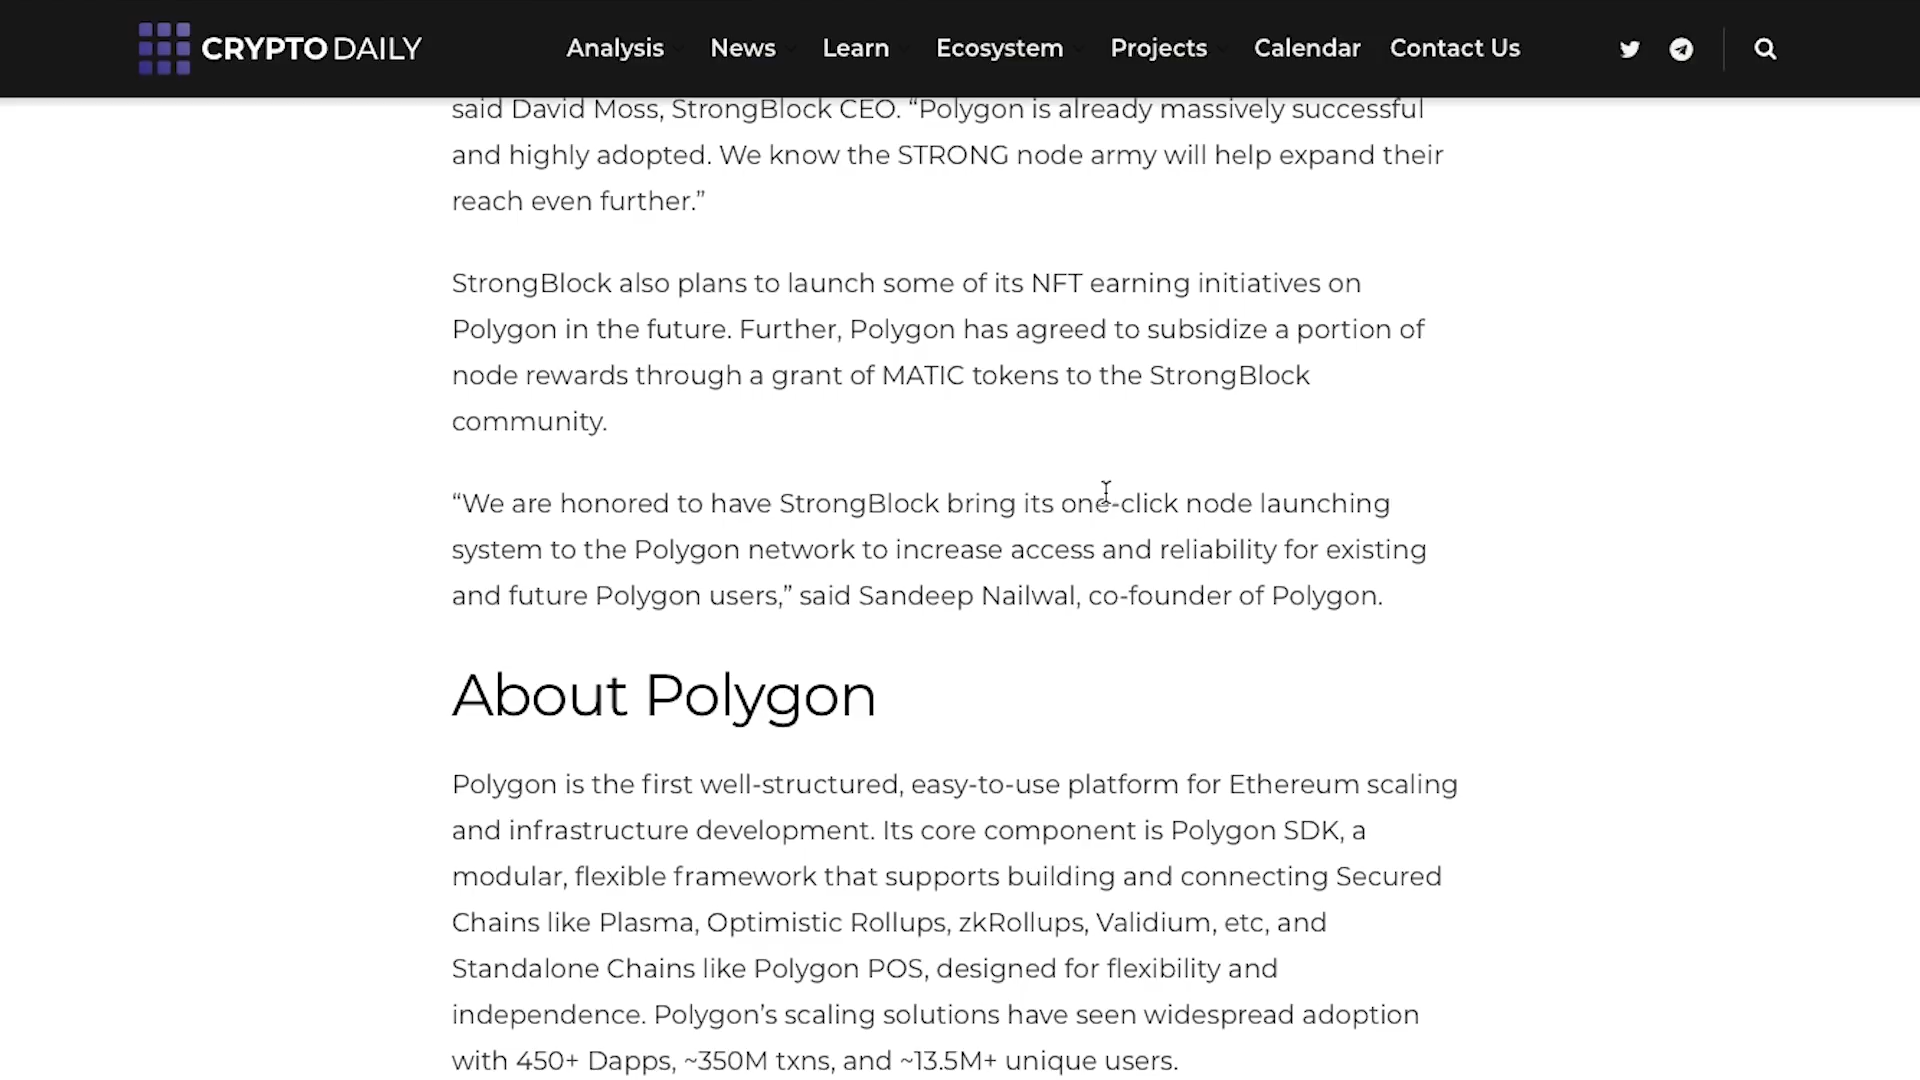 CRYPTO DAILY Analysis News Learn Ecosystem Projects Calendar Contact Us
said David Moss, StrongBlock CEO. “Polygon is already massively successful
and highly adopted. We know the STRONG node army will help expand their
reach even further.”
StrongBlock also plans to launch some of its NFT earning initiatives on
Polygon in the future. Further, Polygon has agreed to subsidize a portion of
node rewards through a grant of MATIC tokens to the StrongBlock
community.
“We are honored to have StrongBlock bring its one-click node launching
system to the Polygon network to increase access and reliability for existing
and future Polygon users,” said Sandeep Nailwal, co-founder of Polygon.
About Polygon
Polygon is the first well-structured, easy-to-use platform for Ethereum scaling
and infrastructure development. Its core component is Polygon SDK, a
modular, flexible framework that supports building and connecting Secured
Chains like Plasma, Optimistic Rollups, zkRollups, Validium, etc, and
Standalone Chains like Polygon POS, designed for flexibility and
independence. Polygon’s scaling solutions have seen widespread adoption
with 450+ Dapps, ~350M txns, and ~13.5M+ unique users.